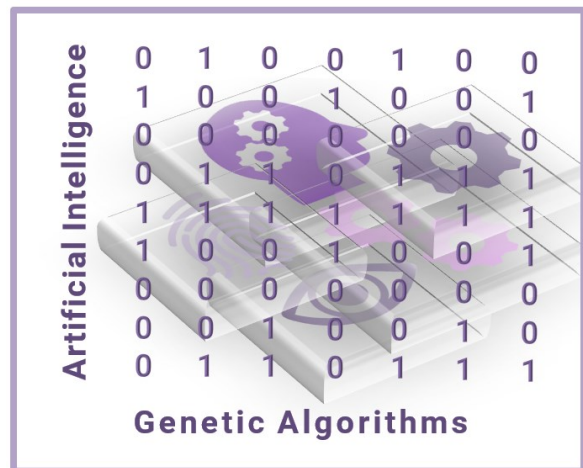 Artificial Intelligence
0 1 0 0 1 0 0
1 0 0 1 0 0 1
0 0 0 0 0 0 0
0 1 1 0 1 1 1
1 1 1 1 1 1 1
1 0 0 1 0 0 1
0 0 0 0 0 0 0
0 0 1 0 0 1 0
0 1 1 0 1 1 1
Genetic Algorithms